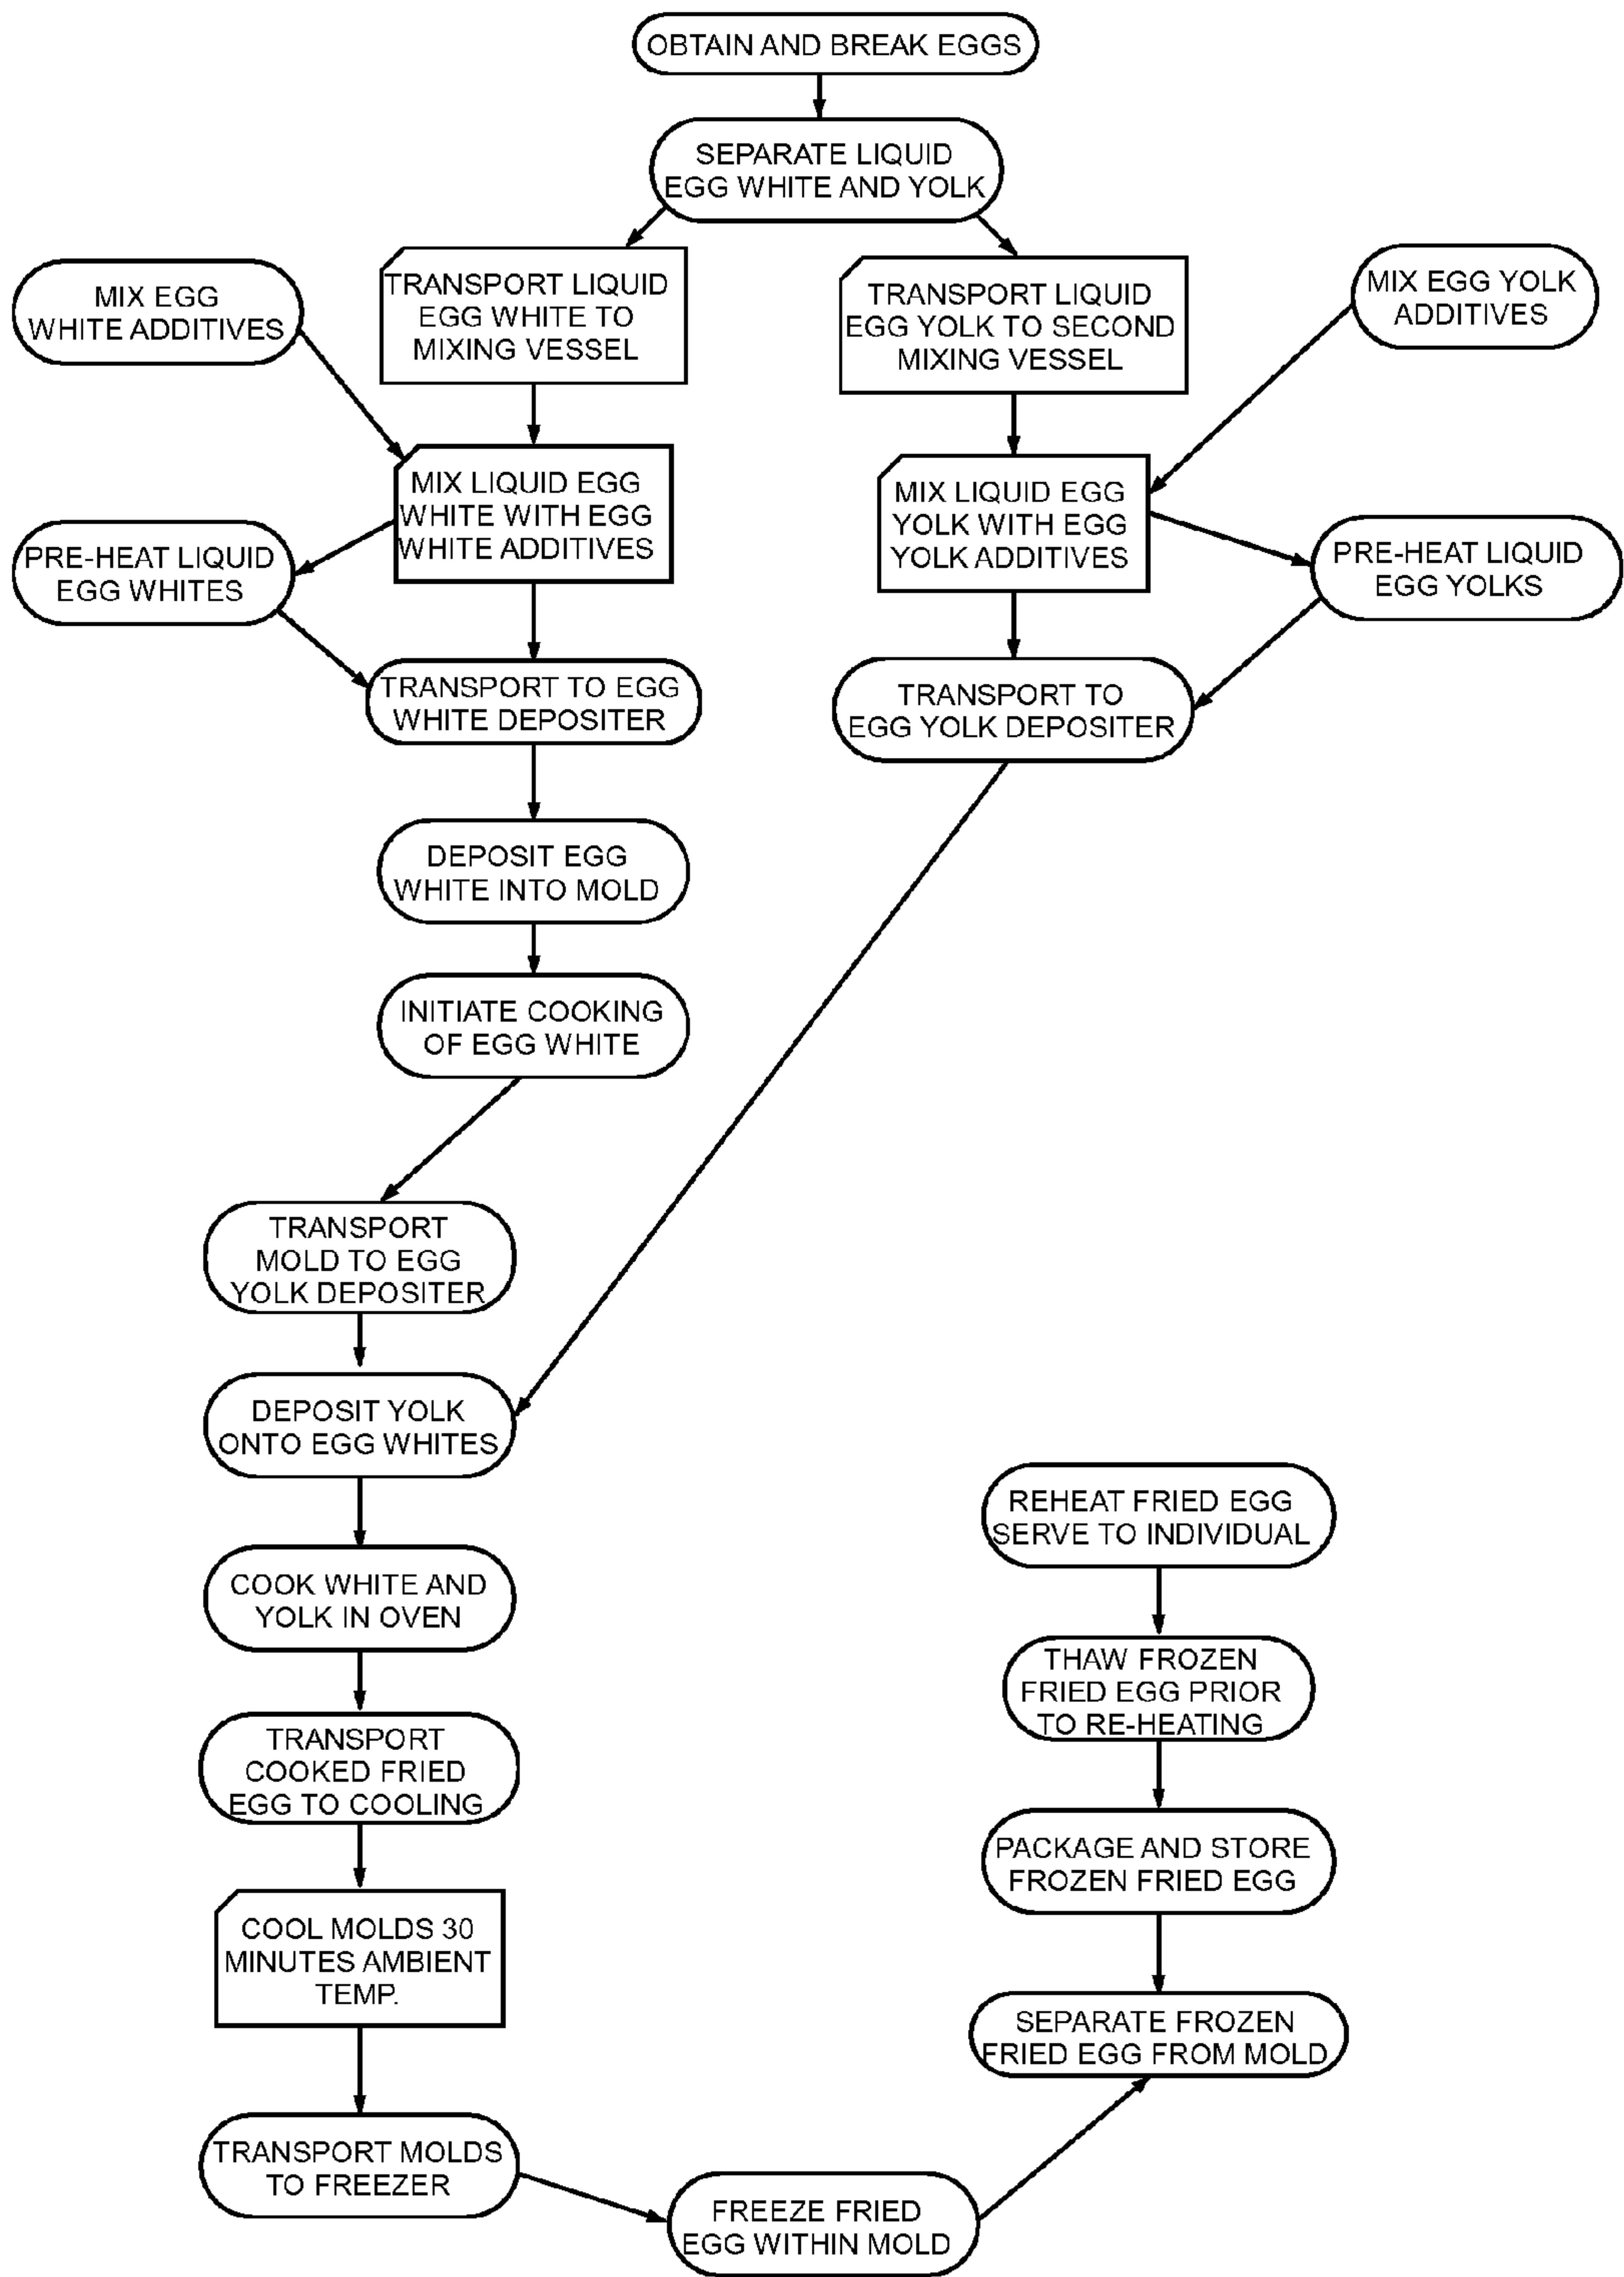 OBTAIN AND BREAK EGGS
SEPARATE LIQUID
EGG WHITE AND YOLK
MIX EGG
WHITE ADDITIVES
TRANSPORT LIQUID
EGG WHITE TO
MIXING VESSEL
TRANSPORT LIQUID
EGG YOLK TO SECOND
MIXING VESSEL
MIX EGG YOLK
ADDITIVES
MIX LIQUID EGG
WHITE WITH EGG
WHITE ADDITIVES
MIX LIQUID EGG
YOLK WITH EGG
YOLK ADDITIVES
PRE-HEAT LIQUID
EGG WHITES
PRE-HEAT LIQUID
EGG YOLKS
TRANSPORT TO EGG
WHITE DEPOSITER
TRANSPORT TO
EGG YOLK DEPOSITER
DEPOSIT EGG
WHITE INTO MOLD
INITIATE COOKING
OF EGG WHITE
TRANSPORT
MOLD TO EGG
YOLK DEPOSITER
DEPOSIT YOLK
ONTO EGG WHITES
COOK WHITE AND
YOLK IN OVEN
TRANSPORT
COOKED FRIED
EGG TO COOLING
COOL MOLDS 30
MINUTES AMBIENT
TEMP.
TRANSPORT MOLDS
TO FREEZER
FREEZE FRIED
EGG WITHIN MOLD
REHEAT FRIED EGG
SERVE TO INDIVIDUAL
THAW FROZEN
FRIED EGG PRIOR
TO RE-HEATING
PACKAGE AND STORE
FROZEN FRIED EGG
SEPARATE FROZEN
FRIED EGG FROM MOLD